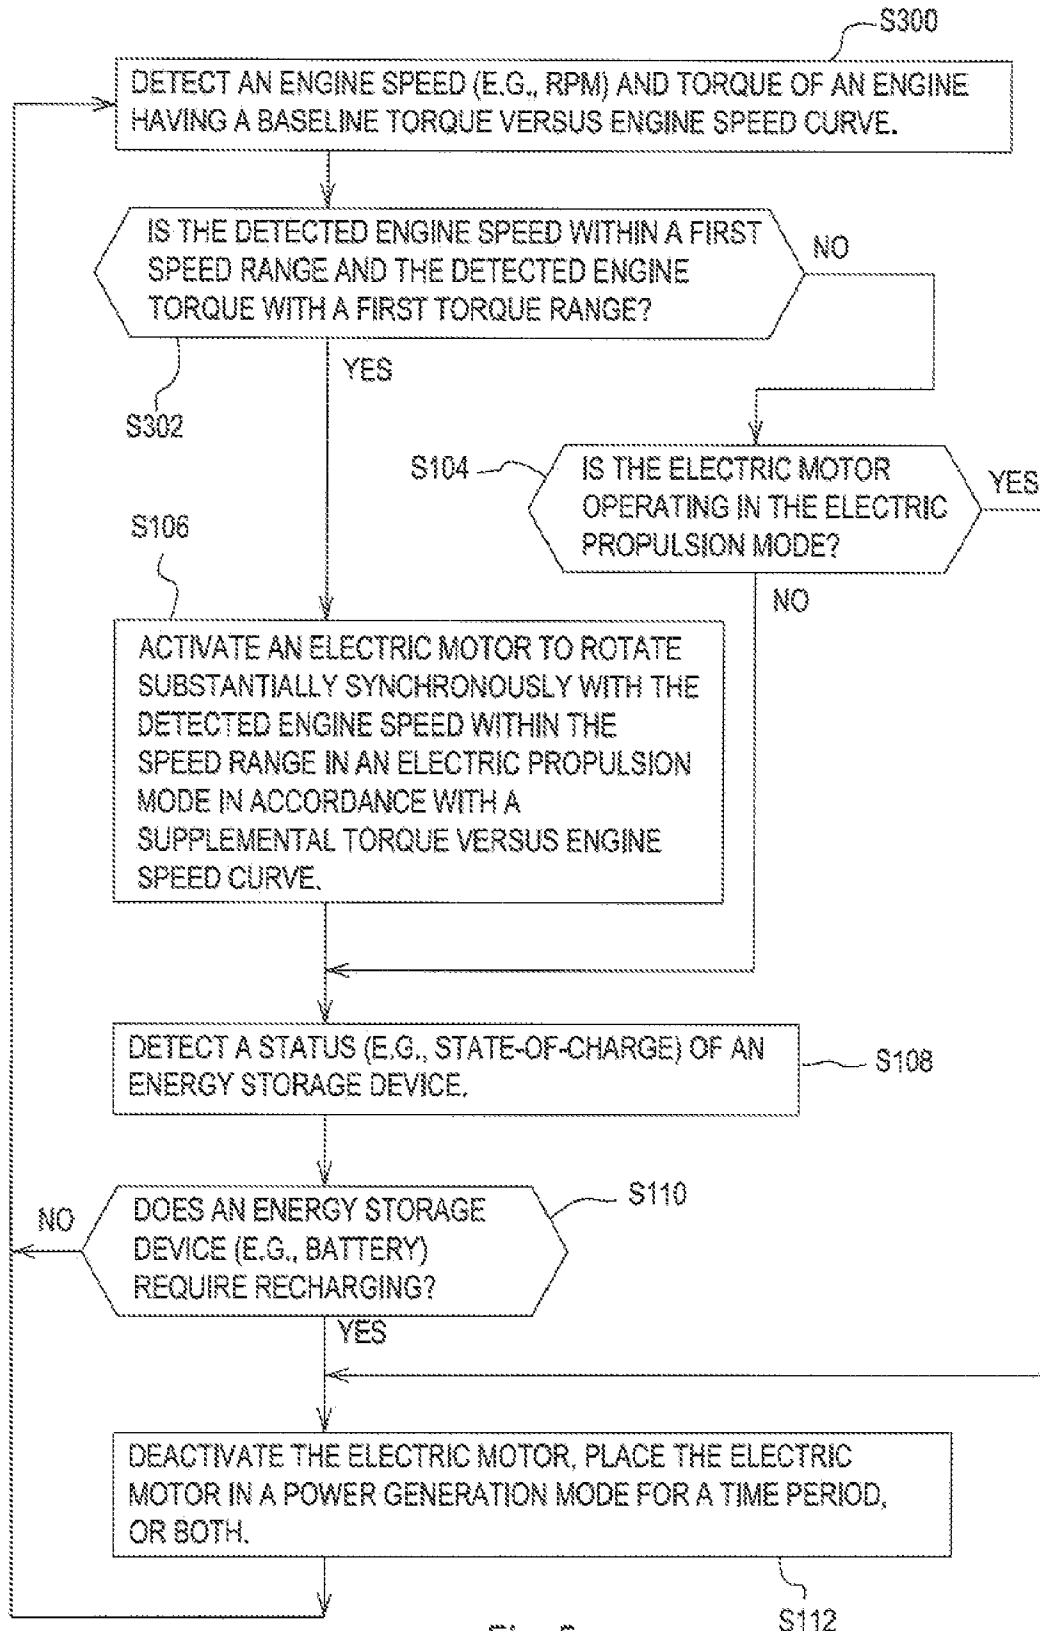 S300
DETECT AN ENGINE SPEED (E.G., RPM) AND TORQUE OF AN ENGINE
HAVING A BASELINE TORQUE VERSUS ENGINE SPEED CURVE.
IS THE DETECTED ENGINE SPEED WITHIN A FIRST
SPEED RANGE AND THE DETECTED ENGINE
TORQUE WITH A FIRST TORQUE RANGE?
NO
YES
S302
S104
IS THE ELECTRIC MOTOR
OPERATING IN THE ELECTRIC
PROPULSION MODE?
YES
NO
S106
ACTIVATE AN ELECTRIC MOTOR TO ROTATE
SUBSTANTIALLY SYNCHRONOUSLY WITH THE
DETECTED ENGINE SPEED WITHIN THE
SPEED RANGE IN AN ELECTRIC PROPULSION
MODE IN ACCORDANCE WITH A
SUPPLEMENTAL TORQUE VERSUS ENGINE
SPEED CURVE.
DETECT A STATUS (E.G., STATE-OF-CHARGE) OF AN
ENERGY STORAGE DEVICE.
S108
DOES AN ENERGY STORAGE
DEVICE (E.G., BATTERY)
REQUIRE RECHARGING?
S110
NO
YES
DEACTIVATE THE ELECTRIC MOTOR, PLACE THE ELECTRIC
MOTOR IN A POWER GENERATION MODE FOR A TIME PERIOD,
OR BOTH.
S112